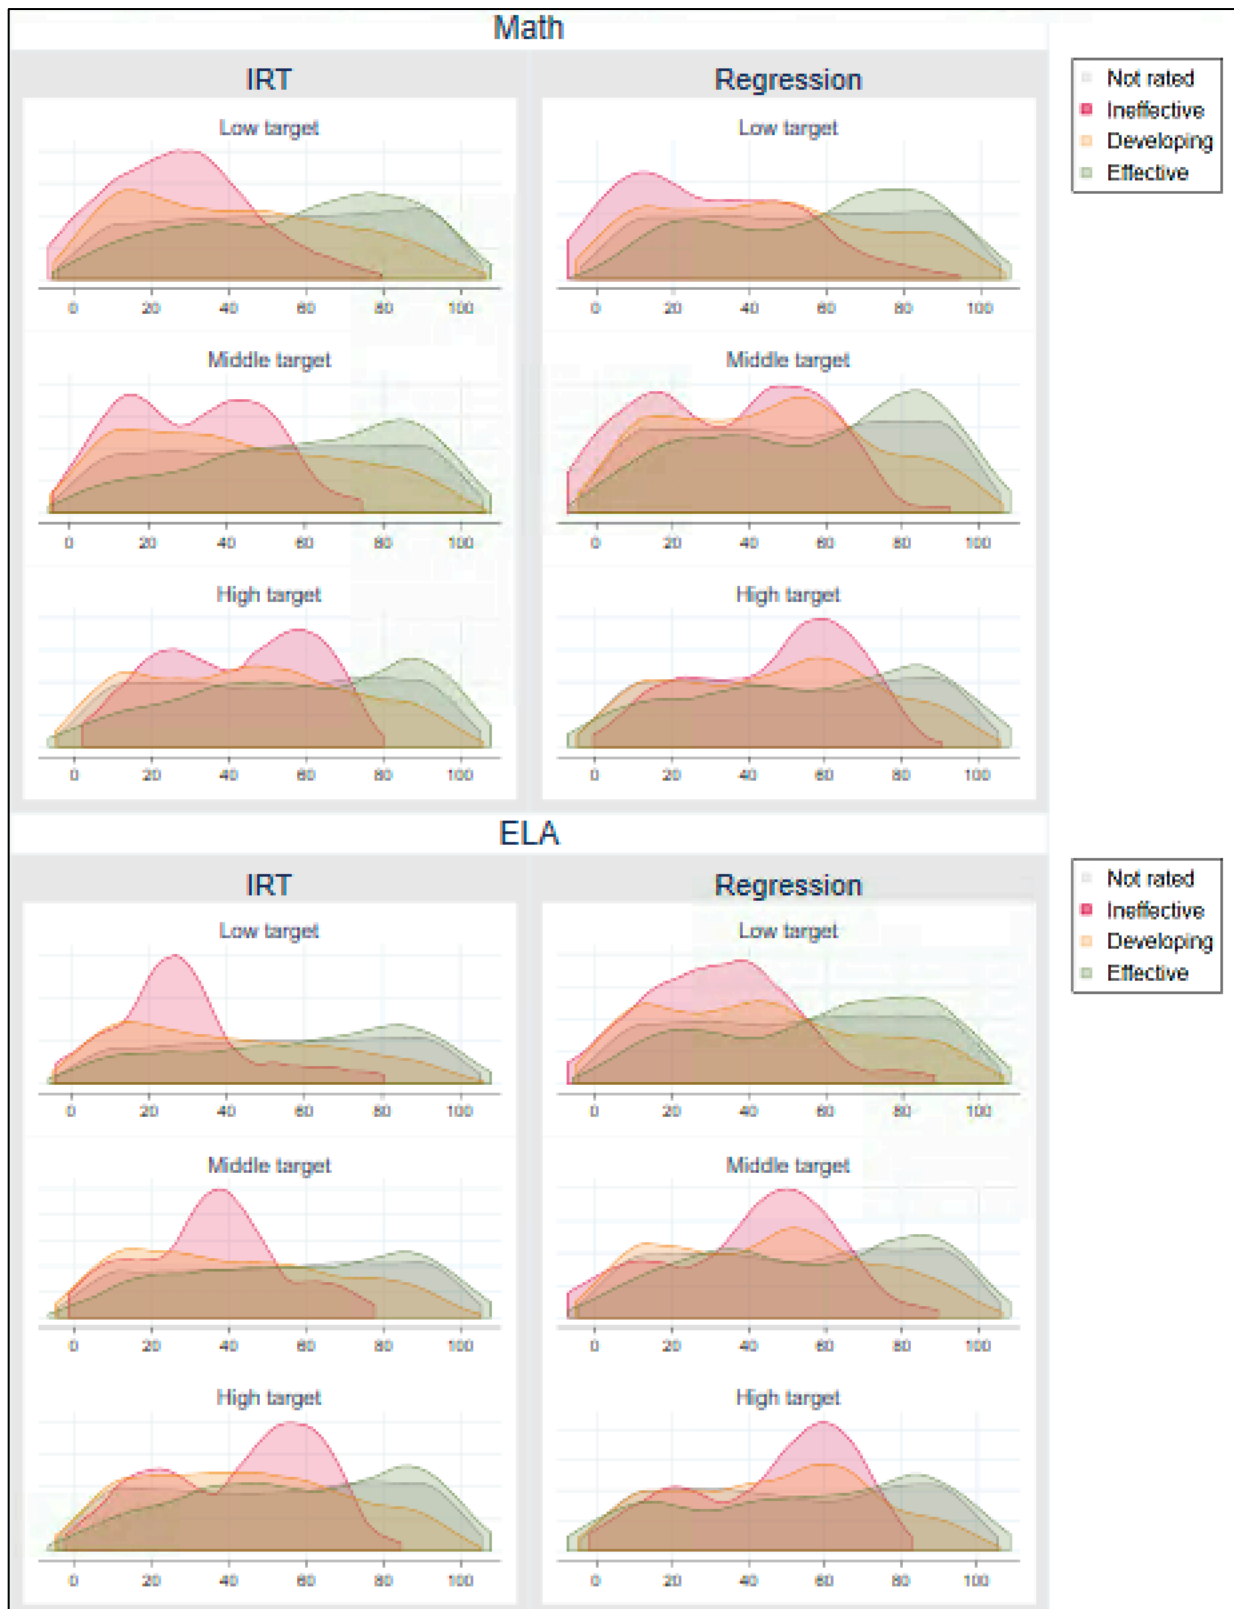 Math
IRT
Regression
Not rated
Ineffective
Developing
Effective
Low target
Low target
0 20 40 60 80 100
0 20 40 60 80 100
Middle target
Middle target
0 20 40 60 80 100
0 20 40 60 80 100
High target
High target
0 20 40 60 80 100
0 20 40 60 80 100
ELA
IRT
Regression
Not rated
Ineffective
Developing
Effective
Low target
Low target
0 20 40 60 80 100
0 20 40 60 80 100
Middle target
Middle target
0 20 40 60 80 100
0 20 40 60 80 100
High target
High target
0 20 40 60 80 100
0 20 40 60 80 100